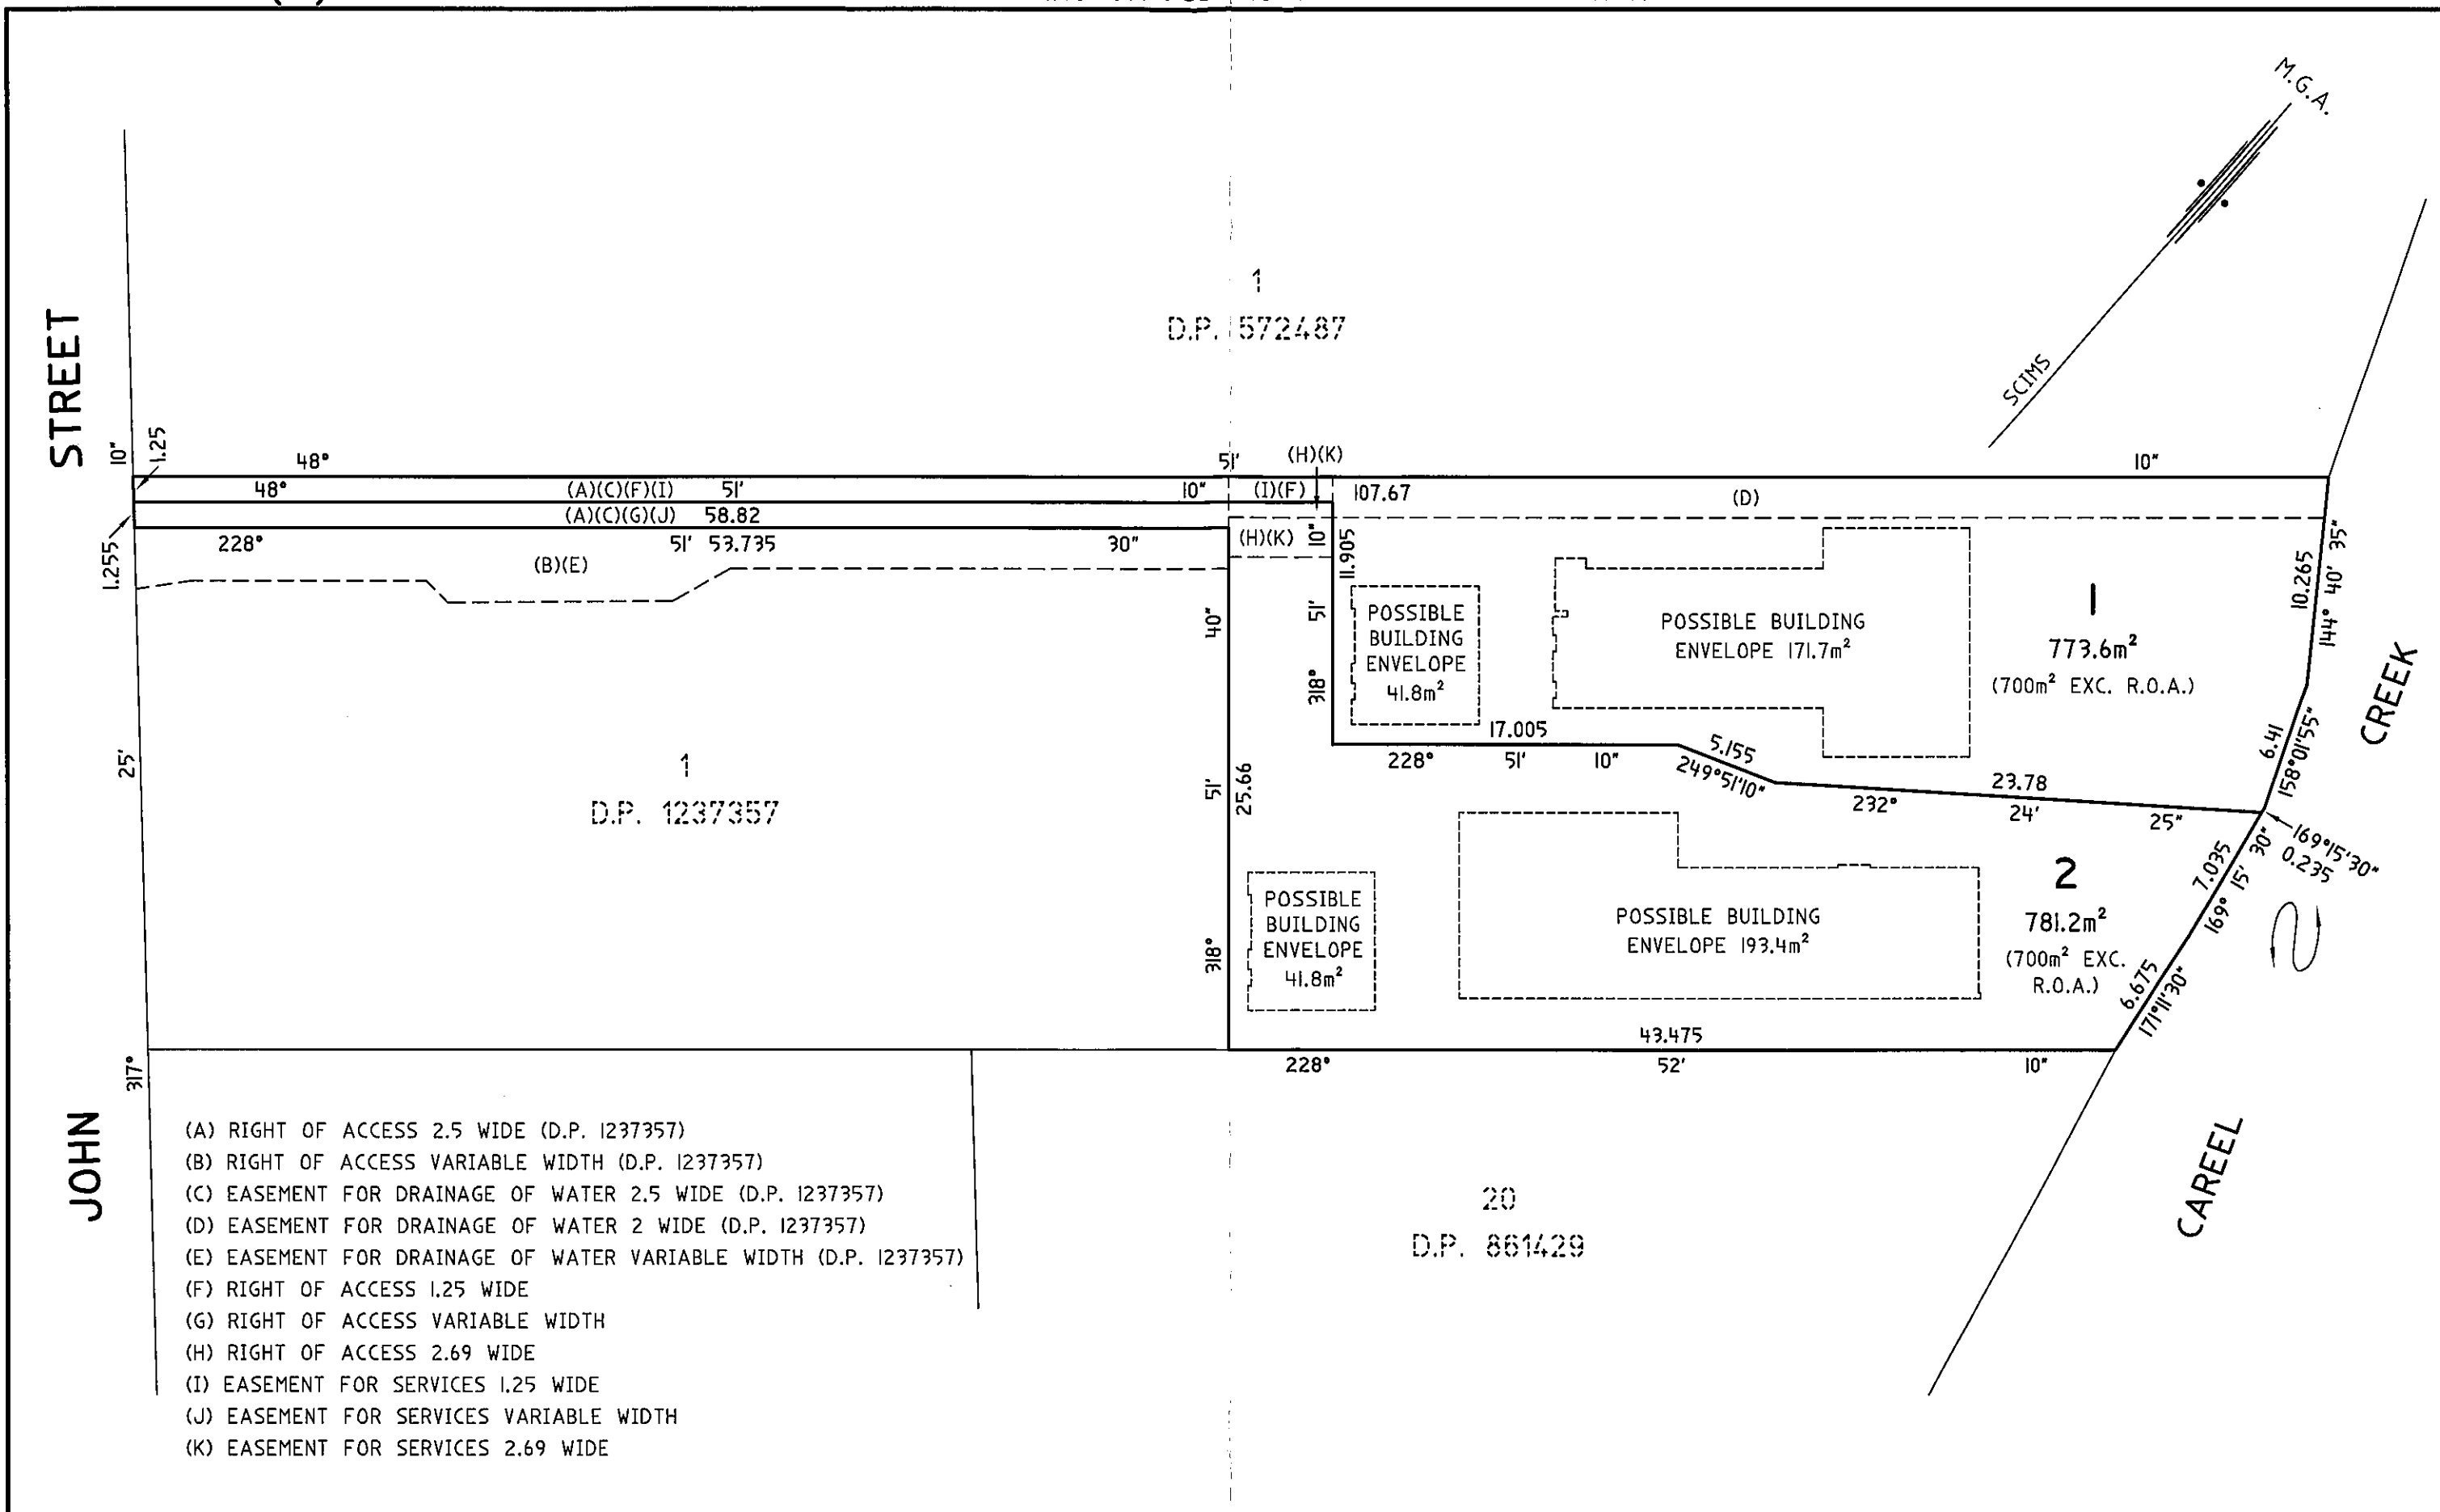 M.G.A.
SCIMS
1
D.P. 572487
STREET
JOHN
317° 25' 10"
1.25
1.255
48° 51' 10"
107.67
(H)(K)
48° 51' 10"
(A)(C)(F)(I)
(I)(F)
(D)
(A)(C)(G)(J) 58.82
228° 51' 30"
53.735
(B)(E)
(H)(K)
318° 51' 10"
11.905
318° 51' 40"
25.66
POSSIBLE
BUILDING
ENVELOPE
41.8m²
POSSIBLE BUILDING
ENVELOPE 171.7m²
1
773.6m²
(700m² EXC. R.O.A.)
10.265
144° 40' 35"
6.41
158°01'55"
CREEK
17.005
228° 51' 10"
5.155
249°51'10"
23.78
232° 24' 25"
169°15'30"
0.235
1
D.P. 1237357
7.035
169° 15' 30"
6.675
171°11'30"
2
781.2m²
(700m² EXC.
R.O.A.)
POSSIBLE
BUILDING
ENVELOPE
41.8m²
POSSIBLE BUILDING
ENVELOPE 193.4m²
43.475
228° 52' 10"
CAREEL
20
D.P. 861429
(A) RIGHT OF ACCESS 2.5 WIDE (D.P. 1237357)
(B) RIGHT OF ACCESS VARIABLE WIDTH (D.P. 1237357)
(C) EASEMENT FOR DRAINAGE OF WATER 2.5 WIDE (D.P. 1237357)
(D) EASEMENT FOR DRAINAGE OF WATER 2 WIDE (D.P. 1237357)
(E) EASEMENT FOR DRAINAGE OF WATER VARIABLE WIDTH (D.P. 1237357)
(F) RIGHT OF ACCESS 1.25 WIDE
(G) RIGHT OF ACCESS VARIABLE WIDTH
(H) RIGHT OF ACCESS 2.69 WIDE
(I) EASEMENT FOR SERVICES 1.25 WIDE
(J) EASEMENT FOR SERVICES VARIABLE WIDTH
(K) EASEMENT FOR SERVICES 2.69 WIDE